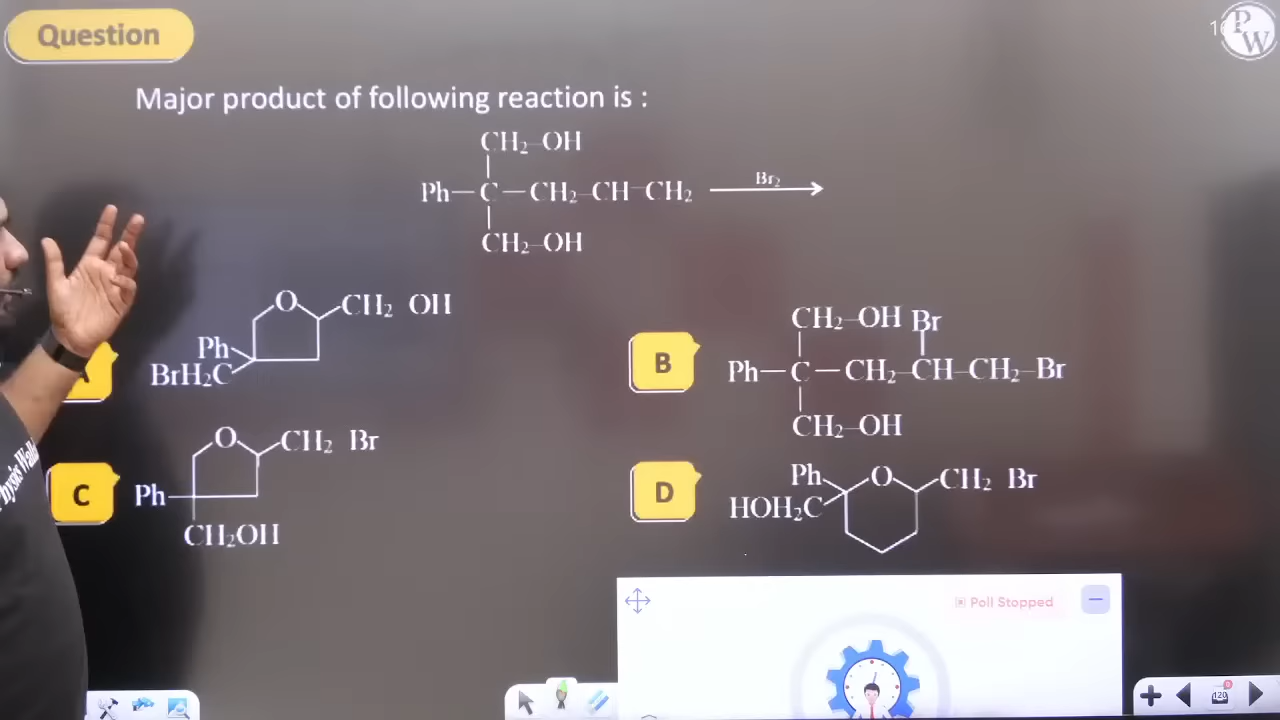 Question
PW
Major product of following reaction is :
CH₂–OH
Ph–C–CH₂–CH–CH₂ Br₂
CH₂–OH
O CH₂ OH
Ph
BrH₂C
B
CH₂–OH Br
Ph–C–CH₂–CH–CH₂–Br
CH₂–OH
C
O CH₂ Br
Ph
CH₂OH
D
Ph O CH₂ Br
HOH₂C
Poll Stopped
120